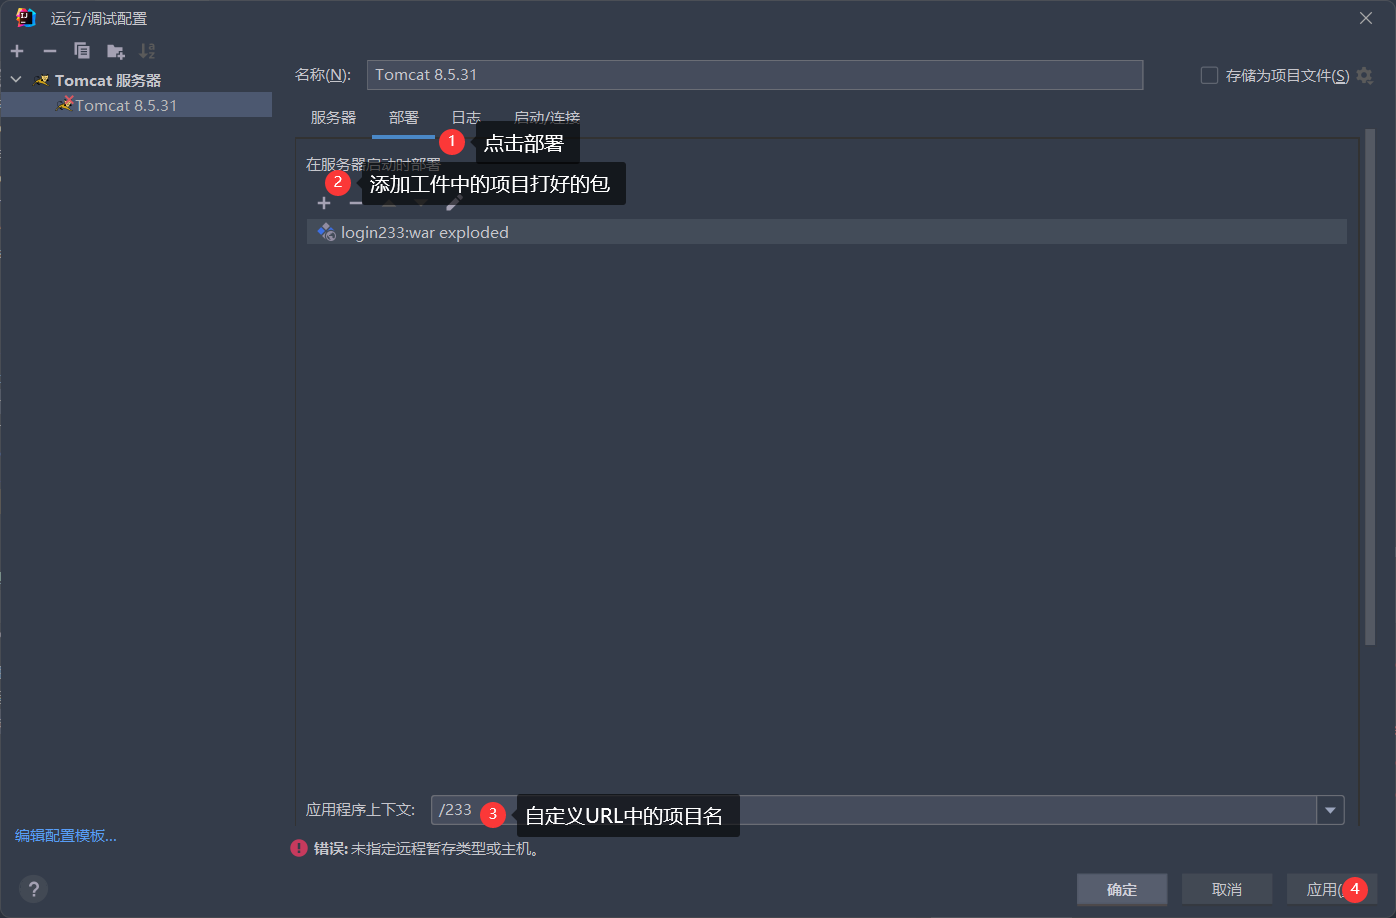 运行/调试配置
Tomcat 服务器
Tomcat 8.5.31
名称(N):
Tomcat 8.5.31
存储为项目文件(S)
服务器 部署 日志 启动/连接
1 点击部署
在服务器启动时部署
2 添加工件中的项目打好的包
login233:war exploded
应用程序上下文: /233
3 自定义URL中的项目名
编辑配置模板...
错误: 未指定远程暂存类型或主机。
?
确定 取消 应用( 4